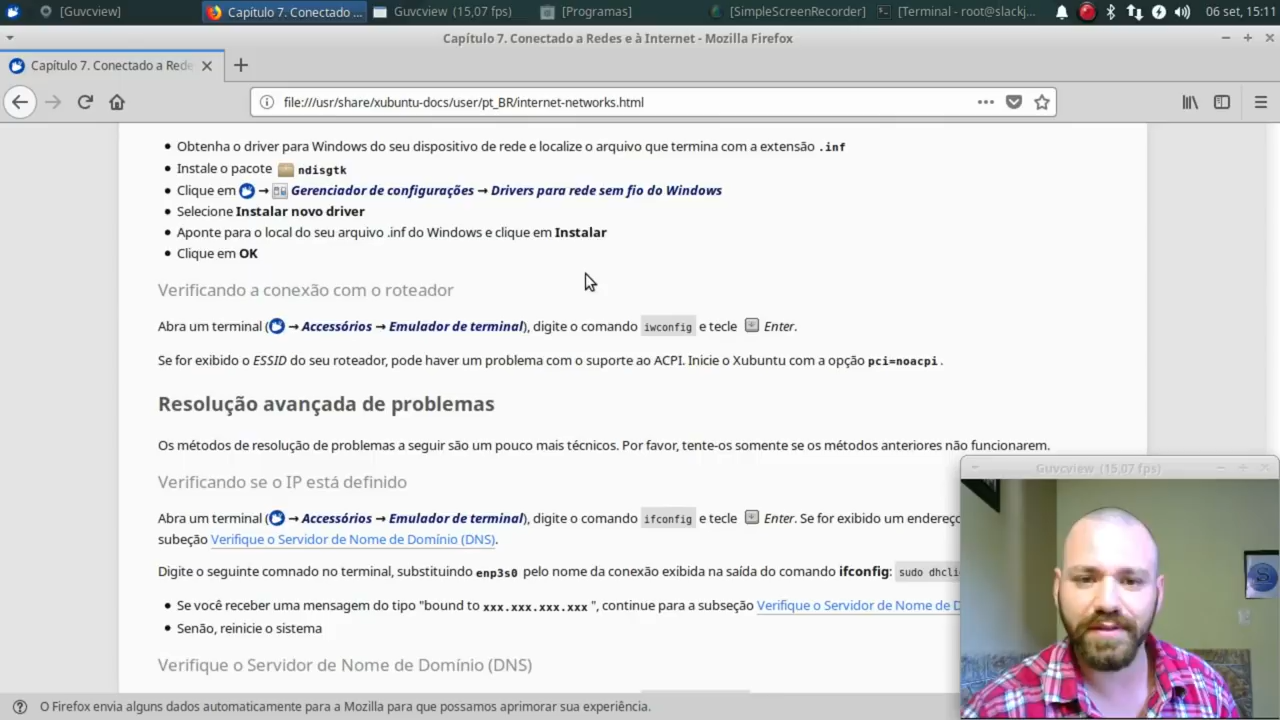 [Guvcview]
Capítulo 7. Conectado ...
Guvcview (15,07 fps)
[Programas]
[SimpleScreenRecorder]
[Terminal - root@slackj...
06 set, 15:11
Capítulo 7. Conectado a Redes e à Internet - Mozilla Firefox
Capítulo 7. Conectado a Rede
file:///usr/share/xubuntu-docs/user/pt_BR/internet-networks.html
Obtenha o driver para Windows do seu dispositivo de rede e localize o arquivo que termina com a extensão .inf
Instale o pacote ndisgtk
Clique em → Gerenciador de configurações → Drivers para rede sem fio do Windows
Selecione Instalar novo driver
Aponte para o local do seu arquivo .inf do Windows e clique em Instalar
Clique em OK
Verificando a conexão com o roteador
Abra um terminal ( → Accessórios → Emulador de terminal), digite o comando iwconfig e tecle Enter.
Se for exibido o ESSID do seu roteador, pode haver um problema com o suporte ao ACPI. Inicie o Xubuntu com a opção pci=noacpi.
Resolução avançada de problemas
Os métodos de resolução de problemas a seguir são um pouco mais técnicos. Por favor, tente-os somente se os métodos anteriores não funcionarem.
Verificando se o IP está definido
Abra um terminal ( → Accessórios → Emulador de terminal), digite o comando ifconfig e tecle Enter. Se for exibido um endereço
subeção Verifique o Servidor de Nome de Domínio (DNS).
Digite o seguinte comnado no terminal, substituindo enp3s0 pelo nome da conexão exibida na saída do comando ifconfig: sudo dhcli
Se você receber uma mensagem do tipo "bound to xxx.xxx.xxx.xxx ", continue para a subseção Verifique o Servidor de Nome de D
Senão, reinicie o sistema
Verifique o Servidor de Nome de Domínio (DNS)
Guvcview (15,07 fps)
O Firefox envia alguns dados automaticamente para a Mozilla para que possamos aprimorar sua experiência.